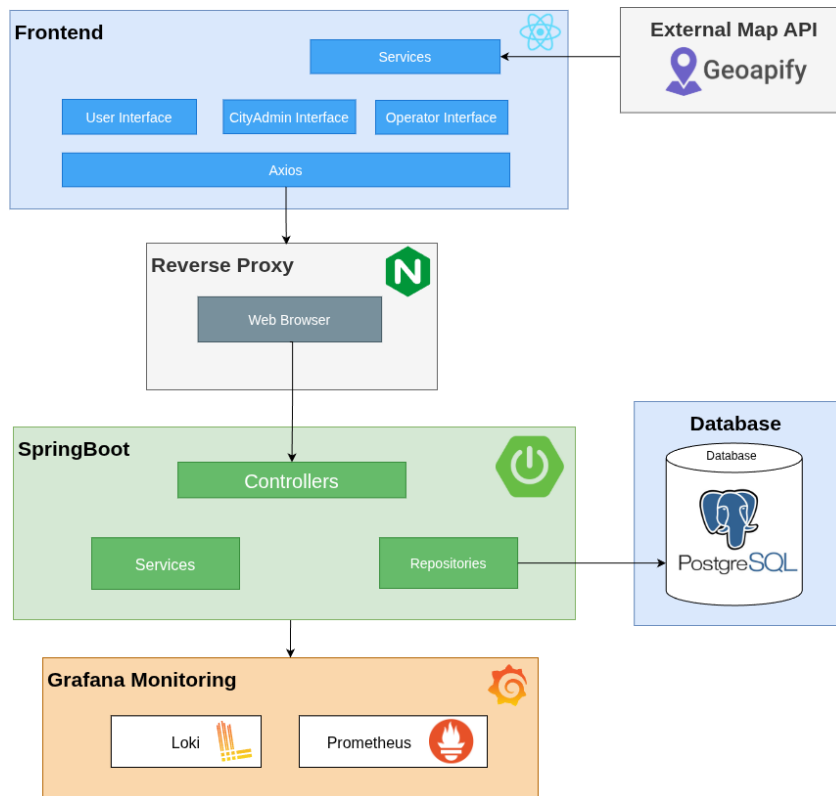 Frontend
Services
User Interface
CityAdmin Interface
Operator Interface
Axios
External Map API
Geoapify
Reverse Proxy
Web Browser
SpringBoot
Controllers
Services
Repositories
Database
Database
PostgreSQL
Grafana Monitoring
Loki
Prometheus